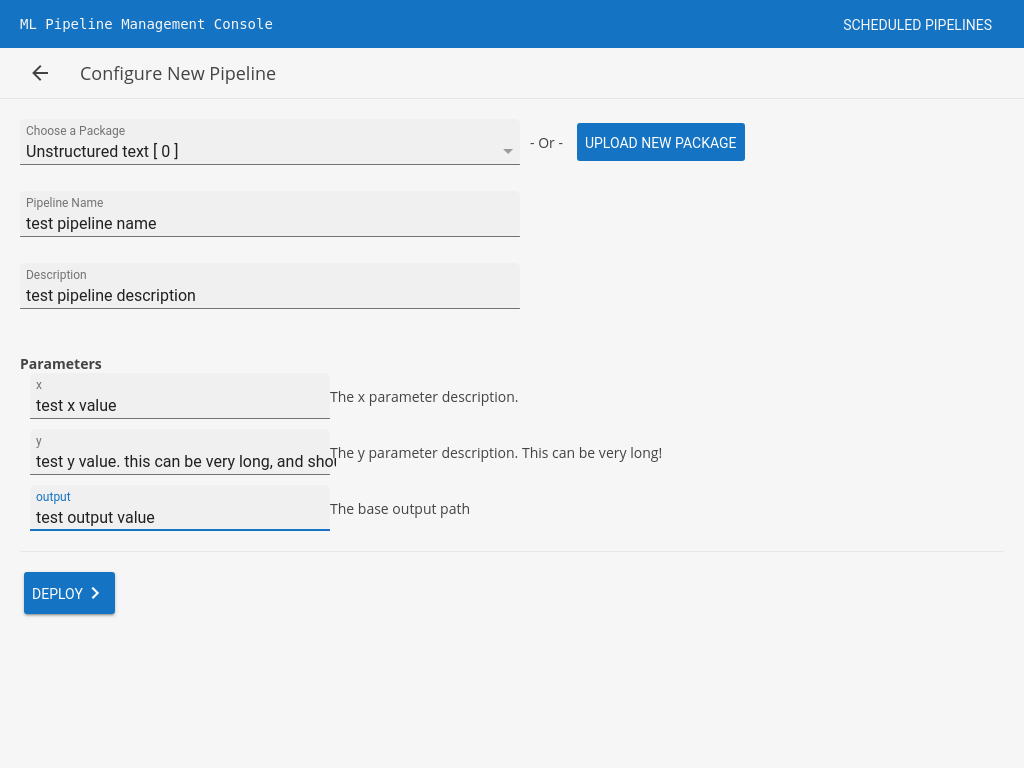 ML Pipeline Management Console
SCHEDULED PIPELINES
Configure New Pipeline
Choose a Package
Unstructured text [ 0 ]
- Or -
UPLOAD NEW PACKAGE
Pipeline Name
test pipeline name
Description
test pipeline description
Parameters
x
test x value
The x parameter description.
y
test y value. this can be very long, and
The y parameter description. This can be very long!
output
test output value
The base output path
DEPLOY